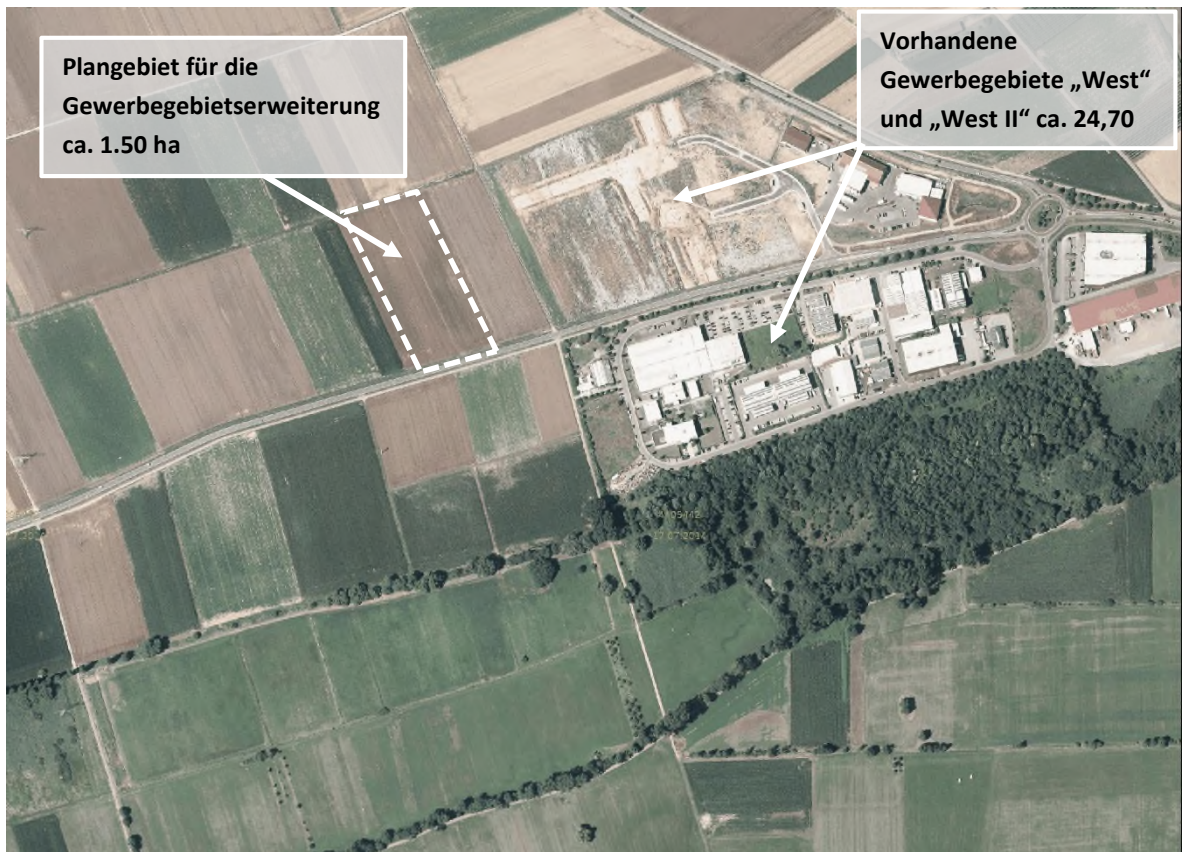 Plangebiet für die
Gewerbegebietserweiterung
ca. 1.50 ha
Vorhandene
Gewerbegebiete „West“
und „West II“ ca. 24,70